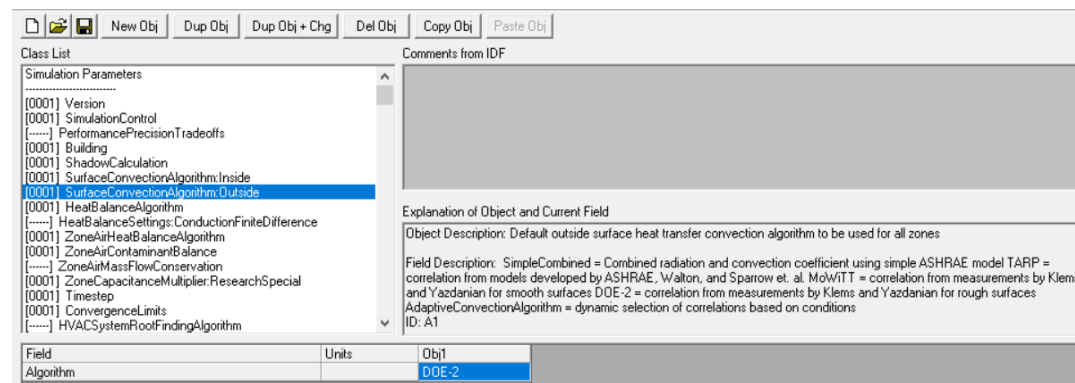 New Obj Dup Obj Dup Obj + Chg Del Obj Copy Obj Paste Obj
Class List
Simulation Parameters
----------------------------
[0001] Version
[0001] SimulationControl
[------] PerformancePrecisionTradeoffs
[0001] Building
[0001] ShadowCalculation
[0001] SurfaceConvectionAlgorithm:Inside
[0001] SurfaceConvectionAlgorithm:Outside
[0001] HeatBalanceAlgorithm
[------] HeatBalanceSettings:ConductionFiniteDifference
[0001] ZoneAirHeatBalanceAlgorithm
[0001] ZoneAirContaminantBalance
[------] ZoneAirMassFlowConservation
[0001] ZoneCapacitanceMultiplier:ResearchSpecial
[0001] Timestep
[0001] ConvergenceLimits
[------] HVACSystemRootFindingAlgorithm
Comments from IDF
Explanation of Object and Current Field
Object Description: Default outside surface heat transfer convection algorithm to be used for all zones
Field Description: SimpleCombined = Combined radiation and convection coefficient using simple ASHRAE model TARP =
correlation from models developed by ASHRAE, Walton, and Sparrow et. al. MoWiTT = correlation from measurements by Klems
and Yazdanian for smooth surfaces DOE-2 = correlation from measurements by Klems and Yazdanian for rough surfaces
AdaptiveConvectionAlgorithm = dynamic selection of correlations based on conditions
ID: A1
Field Units Obj1
Algorithm DOE-2